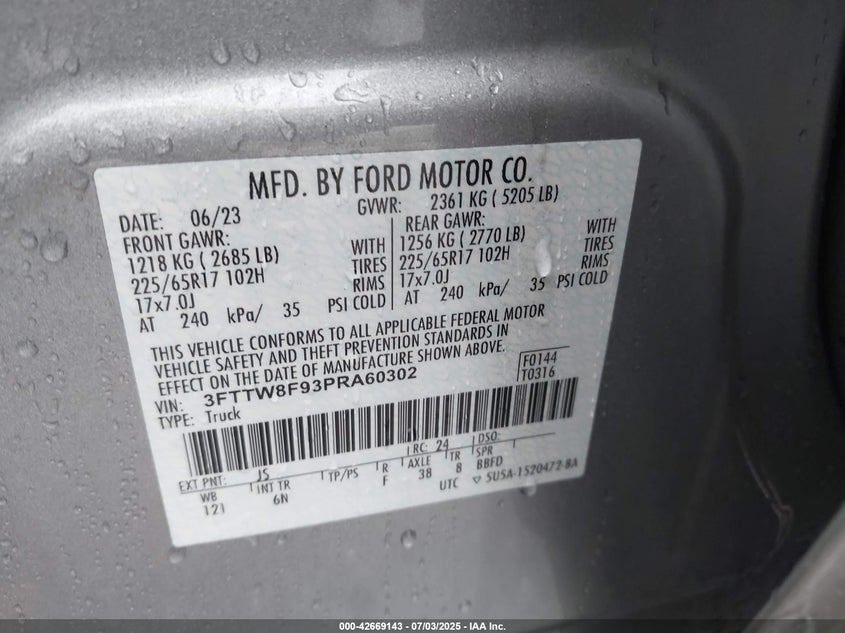 MFD. BY FORD MOTOR CO.
DATE: 06/23 GVWR: 2361 KG ( 5205 LB)
FRONT GAWR: REAR GAWR:
1218 KG ( 2685 LB) WITH 1256 KG ( 2770 LB) WITH
225/65R17 102H TIRES 225/65R17 102H TIRES
17x7.0J RIMS 17x7.0J RIMS
AT 240 kPa/ 35 PSI COLD AT 240 kPa/ 35 PSI COLD
THIS VEHICLE CONFORMS TO ALL APPLICABLE FEDERAL MOTOR
VEHICLE SAFETY AND THEFT PREVENTION STANDARDS IN
EFFECT ON THE DATE OF MANUFACTURE SHOWN ABOVE.
F0144
T0316
VIN: 3FTTW8F93PRA60302
TYPE: Truck
EXT PNT: JS RC: 24 DSO:
WB INT TR TP/PS R AXLE TR SPR
121 6N F 38 8 BBFD
UTC ▽ SU5A-1520472-BA
000-42669143 - 07/03/2025 - IAA Inc.